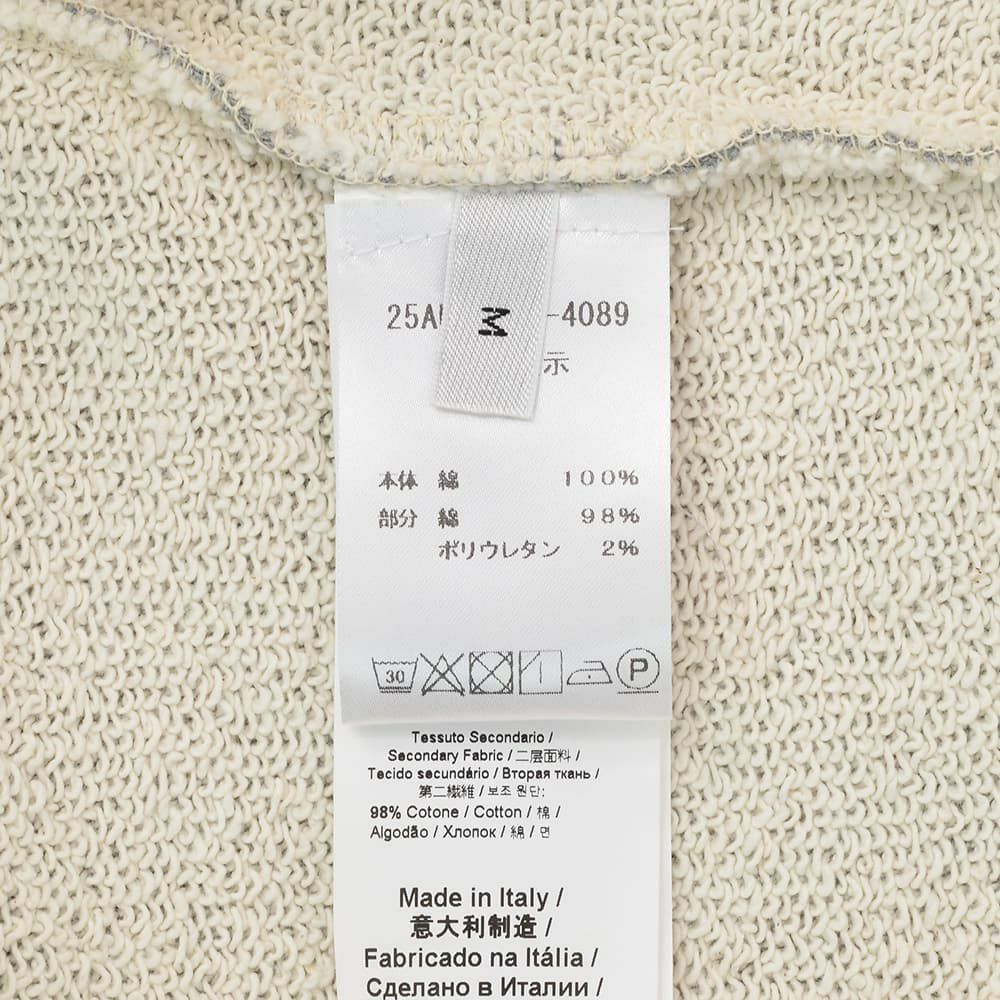 M
-4089
示
本体 綿 100%
部分 綿 98%
ポリウレタン 2%
30 P
Tessuto Secondario /
Secondary Fabric / 二层面料 /
Tecido secundário / Вторая ткань /
第二繊維 / 보조 원단:
98% Cotone / Cotton / 棉 /
Algodão / Хлопок / 綿 / 면
Made in Italy /
意大利制造 /
Fabricado na Itália /
Сделано в Италии /